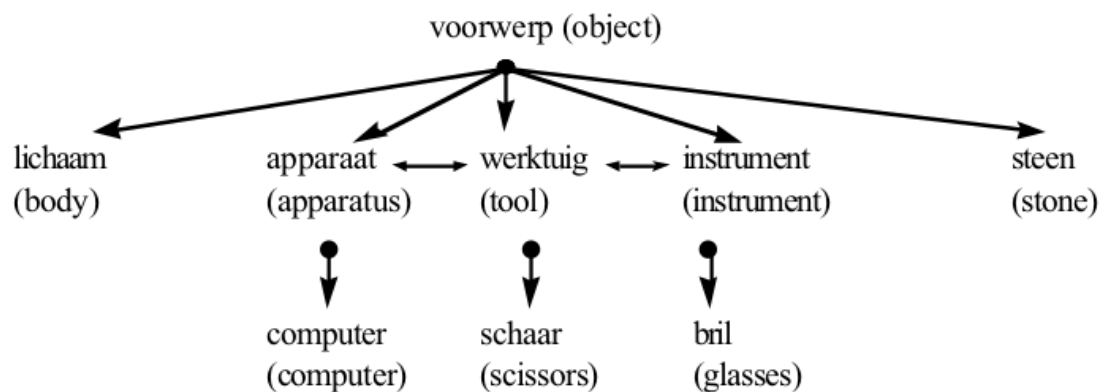 voorwerp (object)
lichaam apparaat werktuig instrument steen
(body) (apparatus) (tool) (instrument) (stone)
computer schaar bril
(computer) (scissors) (glasses)